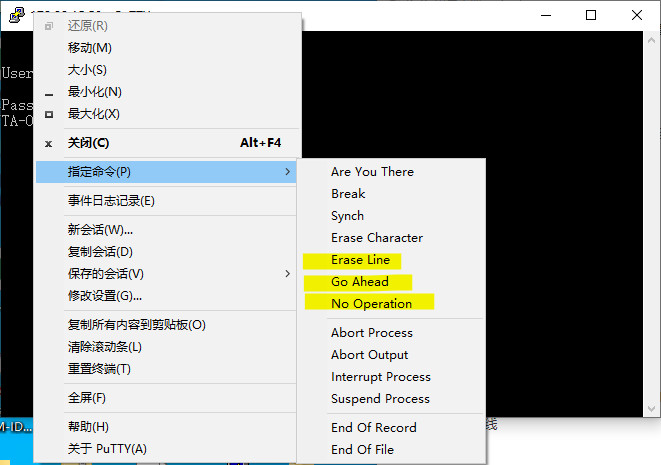 还原(R)
移动(M)
大小(S)
最小化(N)
最大化(X)
关闭(C) Alt+F4
指定命令(P)
事件日志记录(E)
新会话(W)...
复制会话(D)
保存的会话(V)
修改设置(G)...
复制所有内容到剪贴板(O)
清除滚动条(L)
重置终端(T)
全屏(F)
帮助(H)
关于 PuTTY(A)
Are You There
Break
Synch
Erase Character
Erase Line
Go Ahead
No Operation
Abort Process
Abort Output
Interrupt Process
Suspend Process
End Of Record
End Of File
User
Pass
TA-O
M-ID...
线